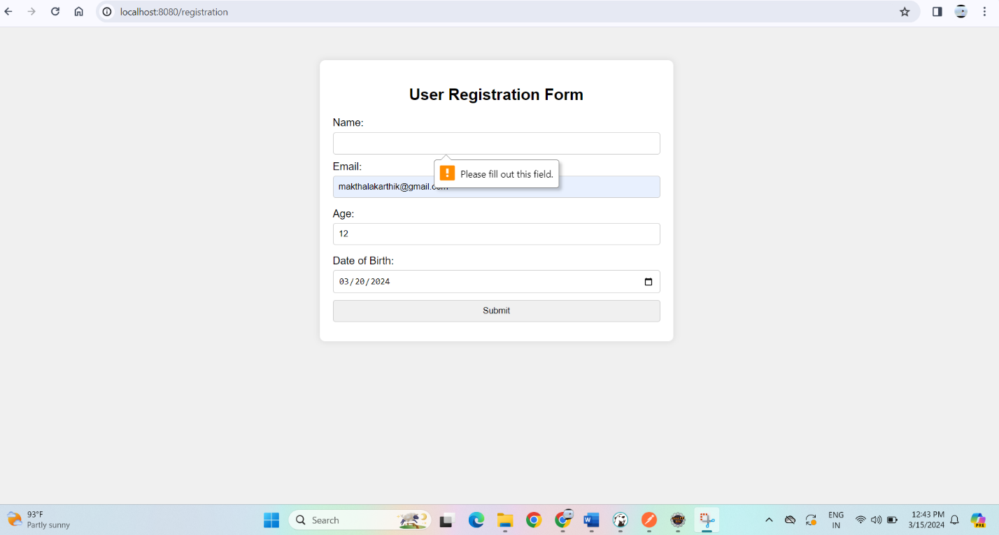 localhost:8080/registration
User Registration Form
Name:
Please fill out this field.
Email:
makthalakarthik@gmail.com
Age:
12
Date of Birth:
03/20/2024
Submit
93°F
Partly sunny
Search
W
ENG
IN
12:43 PM
3/15/2024
PRE